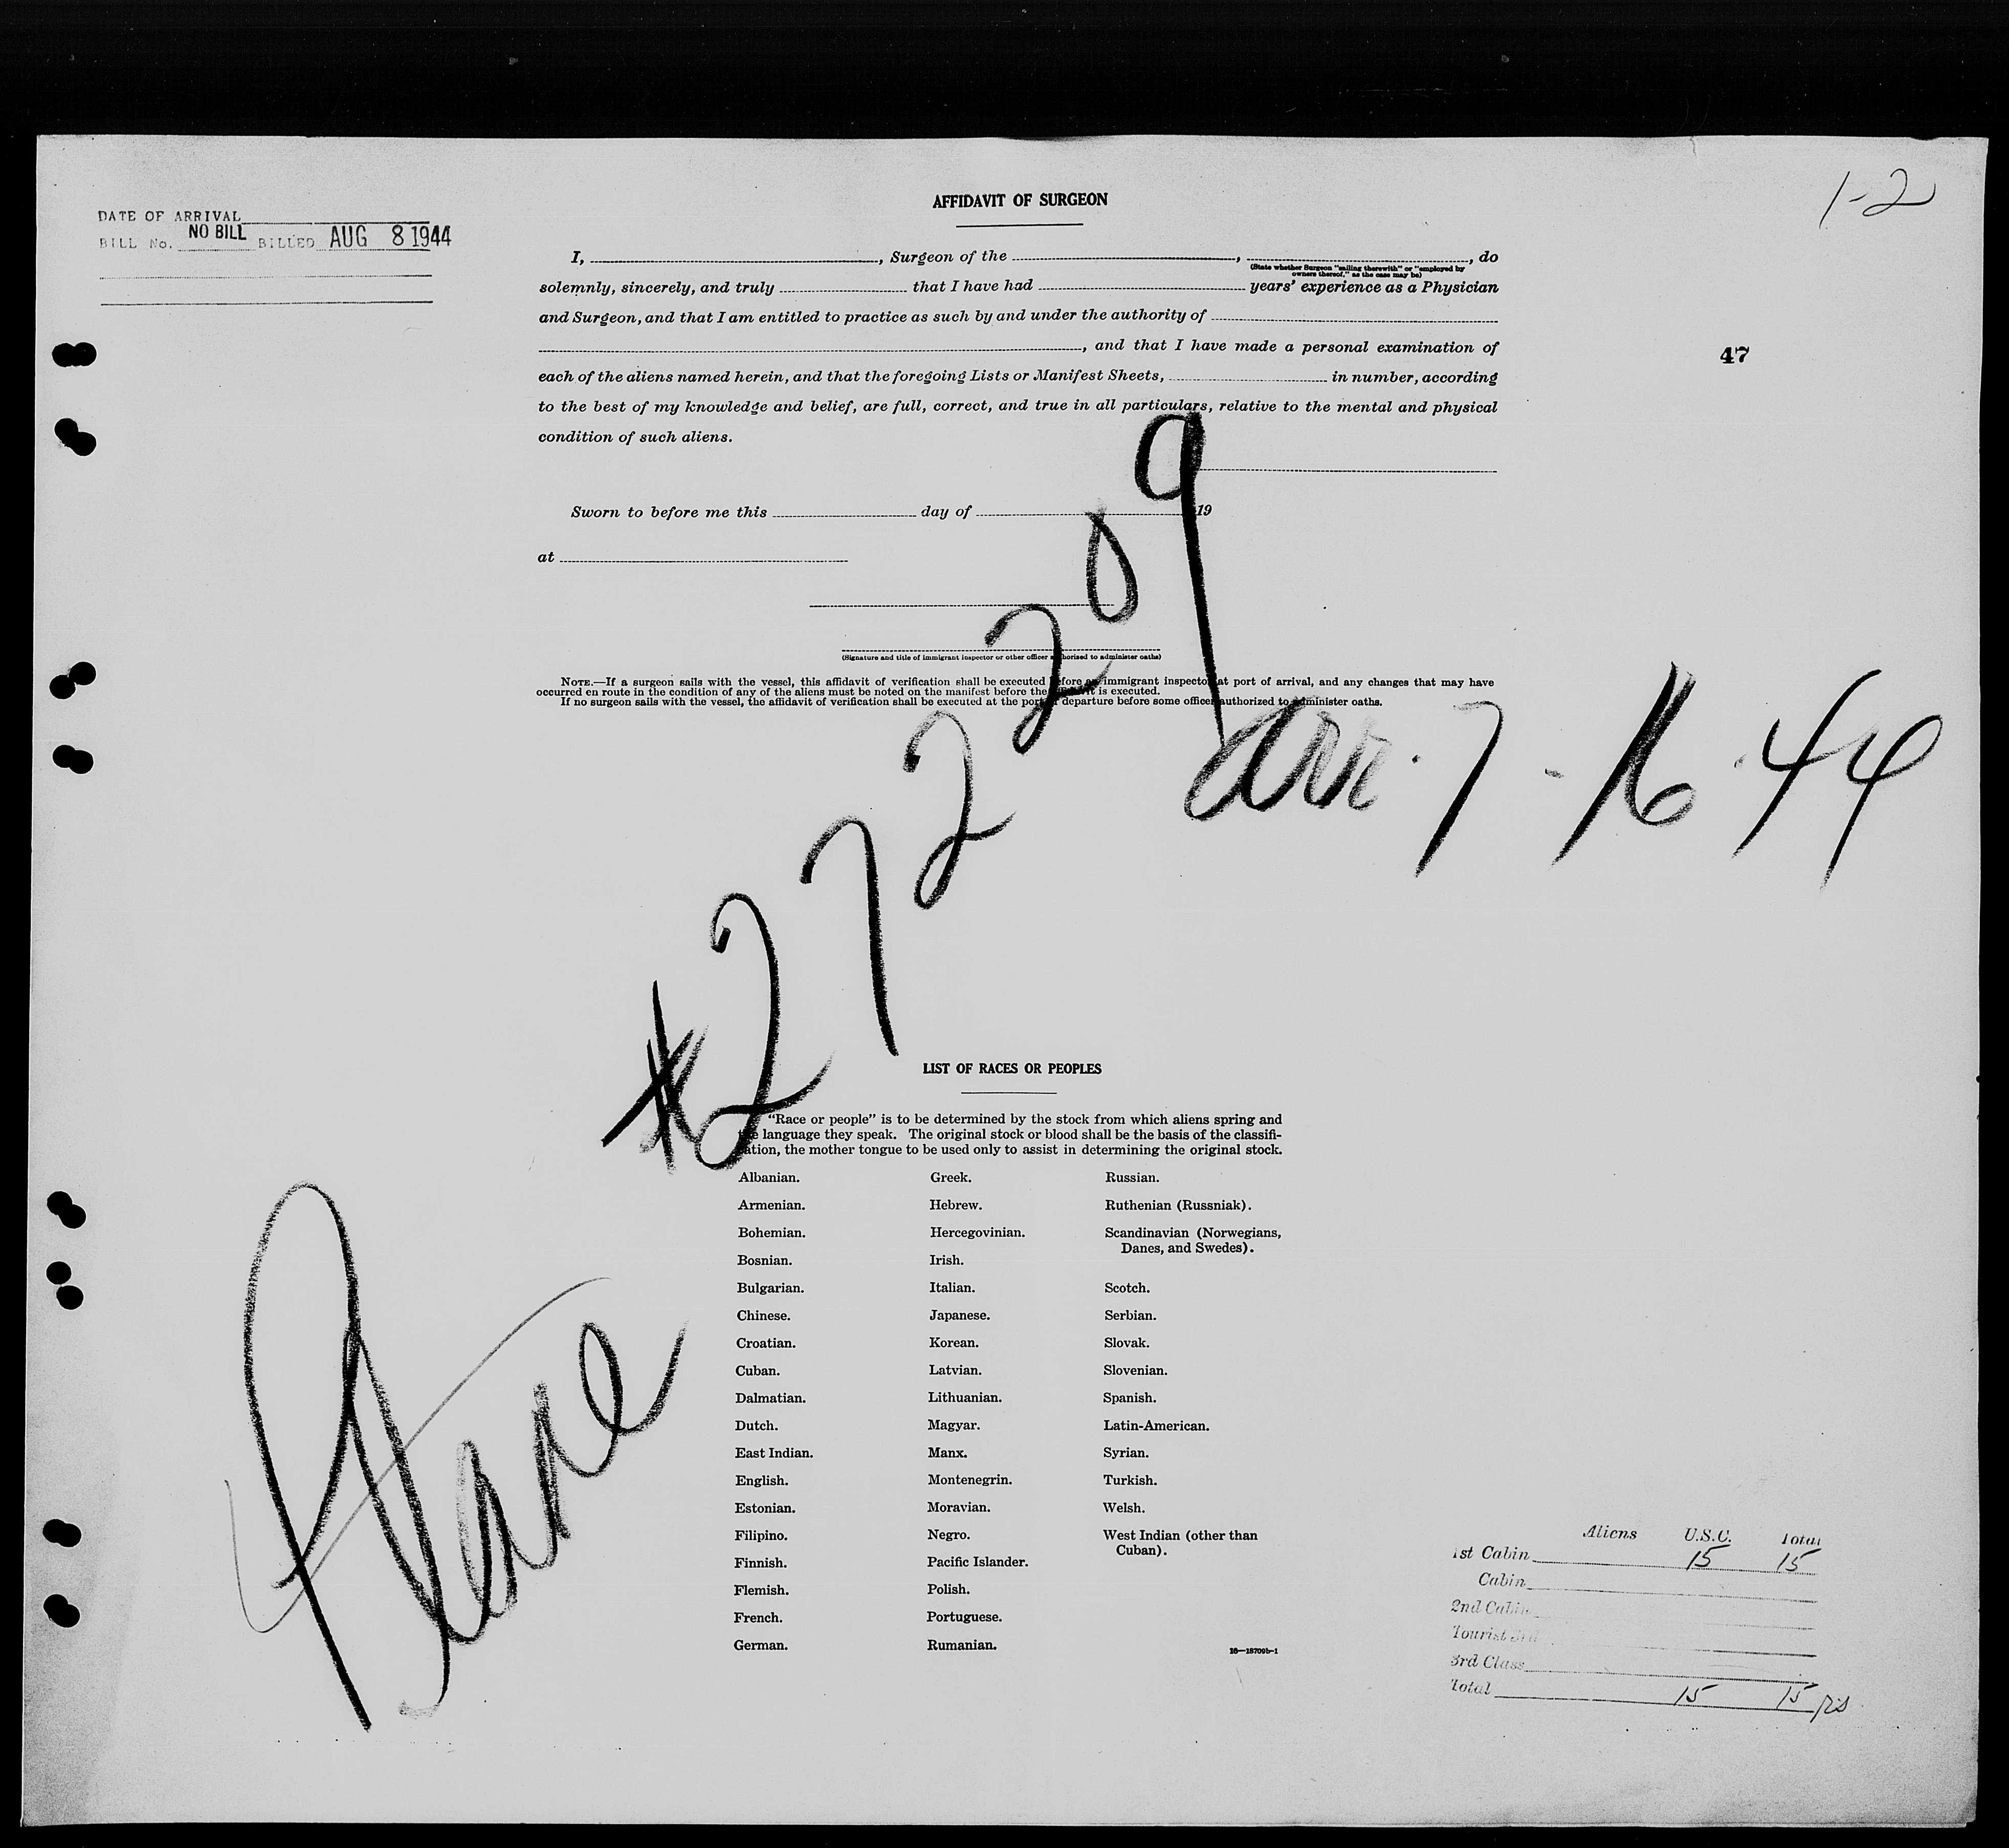 1-2
DATE OF ARRIVAL
BILL No. NO BILL BILLED AUG 8 1944
AFFIDAVIT OF SURGEON
I, , Surgeon of the , , do
(State whether Surgeon "sailing therewith" or "employed by
owners thereof," as the case may be)
solemnly, sincerely, and truly that I have had years' experience as a Physician
and Surgeon, and that I am entitled to practice as such by and under the authority of
, and that I have made a personal examination of
47
each of the aliens named herein, and that the foregoing Lists or Manifest Sheets, in number, according
to the best of my knowledge and belief, are full, correct, and true in all particulars, relative to the mental and physical
condition of such aliens.
Sworn to before me this day of 19
at
(Signature and title of immigrant inspector or other officer authorized to administer oaths)
NOTE.—If a surgeon sails with the vessel, this affidavit of verification shall be executed before an immigrant inspector at port of arrival, and any changes that may have
occurred en route in the condition of any of the aliens must be noted on the manifest before the affidavit is executed.
If no surgeon sails with the vessel, the affidavit of verification shall be executed at the port of departure before some officer authorized to administer oaths.
Plane #272209
arr. 7-16-44
LIST OF RACES OR PEOPLES
"Race or people" is to be determined by the stock from which aliens spring and
the language they speak. The original stock or blood shall be the basis of the classifi-
cation, the mother tongue to be used only to assist in determining the original stock.
Albanian.
Armenian.
Bohemian.
Bosnian.
Bulgarian.
Chinese.
Croatian.
Cuban.
Dalmatian.
Dutch.
East Indian.
English.
Estonian.
Filipino.
Finnish.
Flemish.
French.
German.
Greek.
Hebrew.
Hercegovinian.
Irish.
Italian.
Japanese.
Korean.
Latvian.
Lithuanian.
Magyar.
Manx.
Montenegrin.
Moravian.
Negro.
Pacific Islander.
Polish.
Portuguese.
Rumanian.
Russian.
Ruthenian (Russniak).
Scandinavian (Norwegians,
Danes, and Swedes).
Scotch.
Serbian.
Slovak.
Slovenian.
Spanish.
Latin-American.
Syrian.
Turkish.
Welsh.
West Indian (other than
Cuban).
16—18709b-1
Aliens U.S.C. Total
1st Cabin 15 15
Cabin
2nd Cabin
Tourist 3rd
3rd Class
Total 15 15